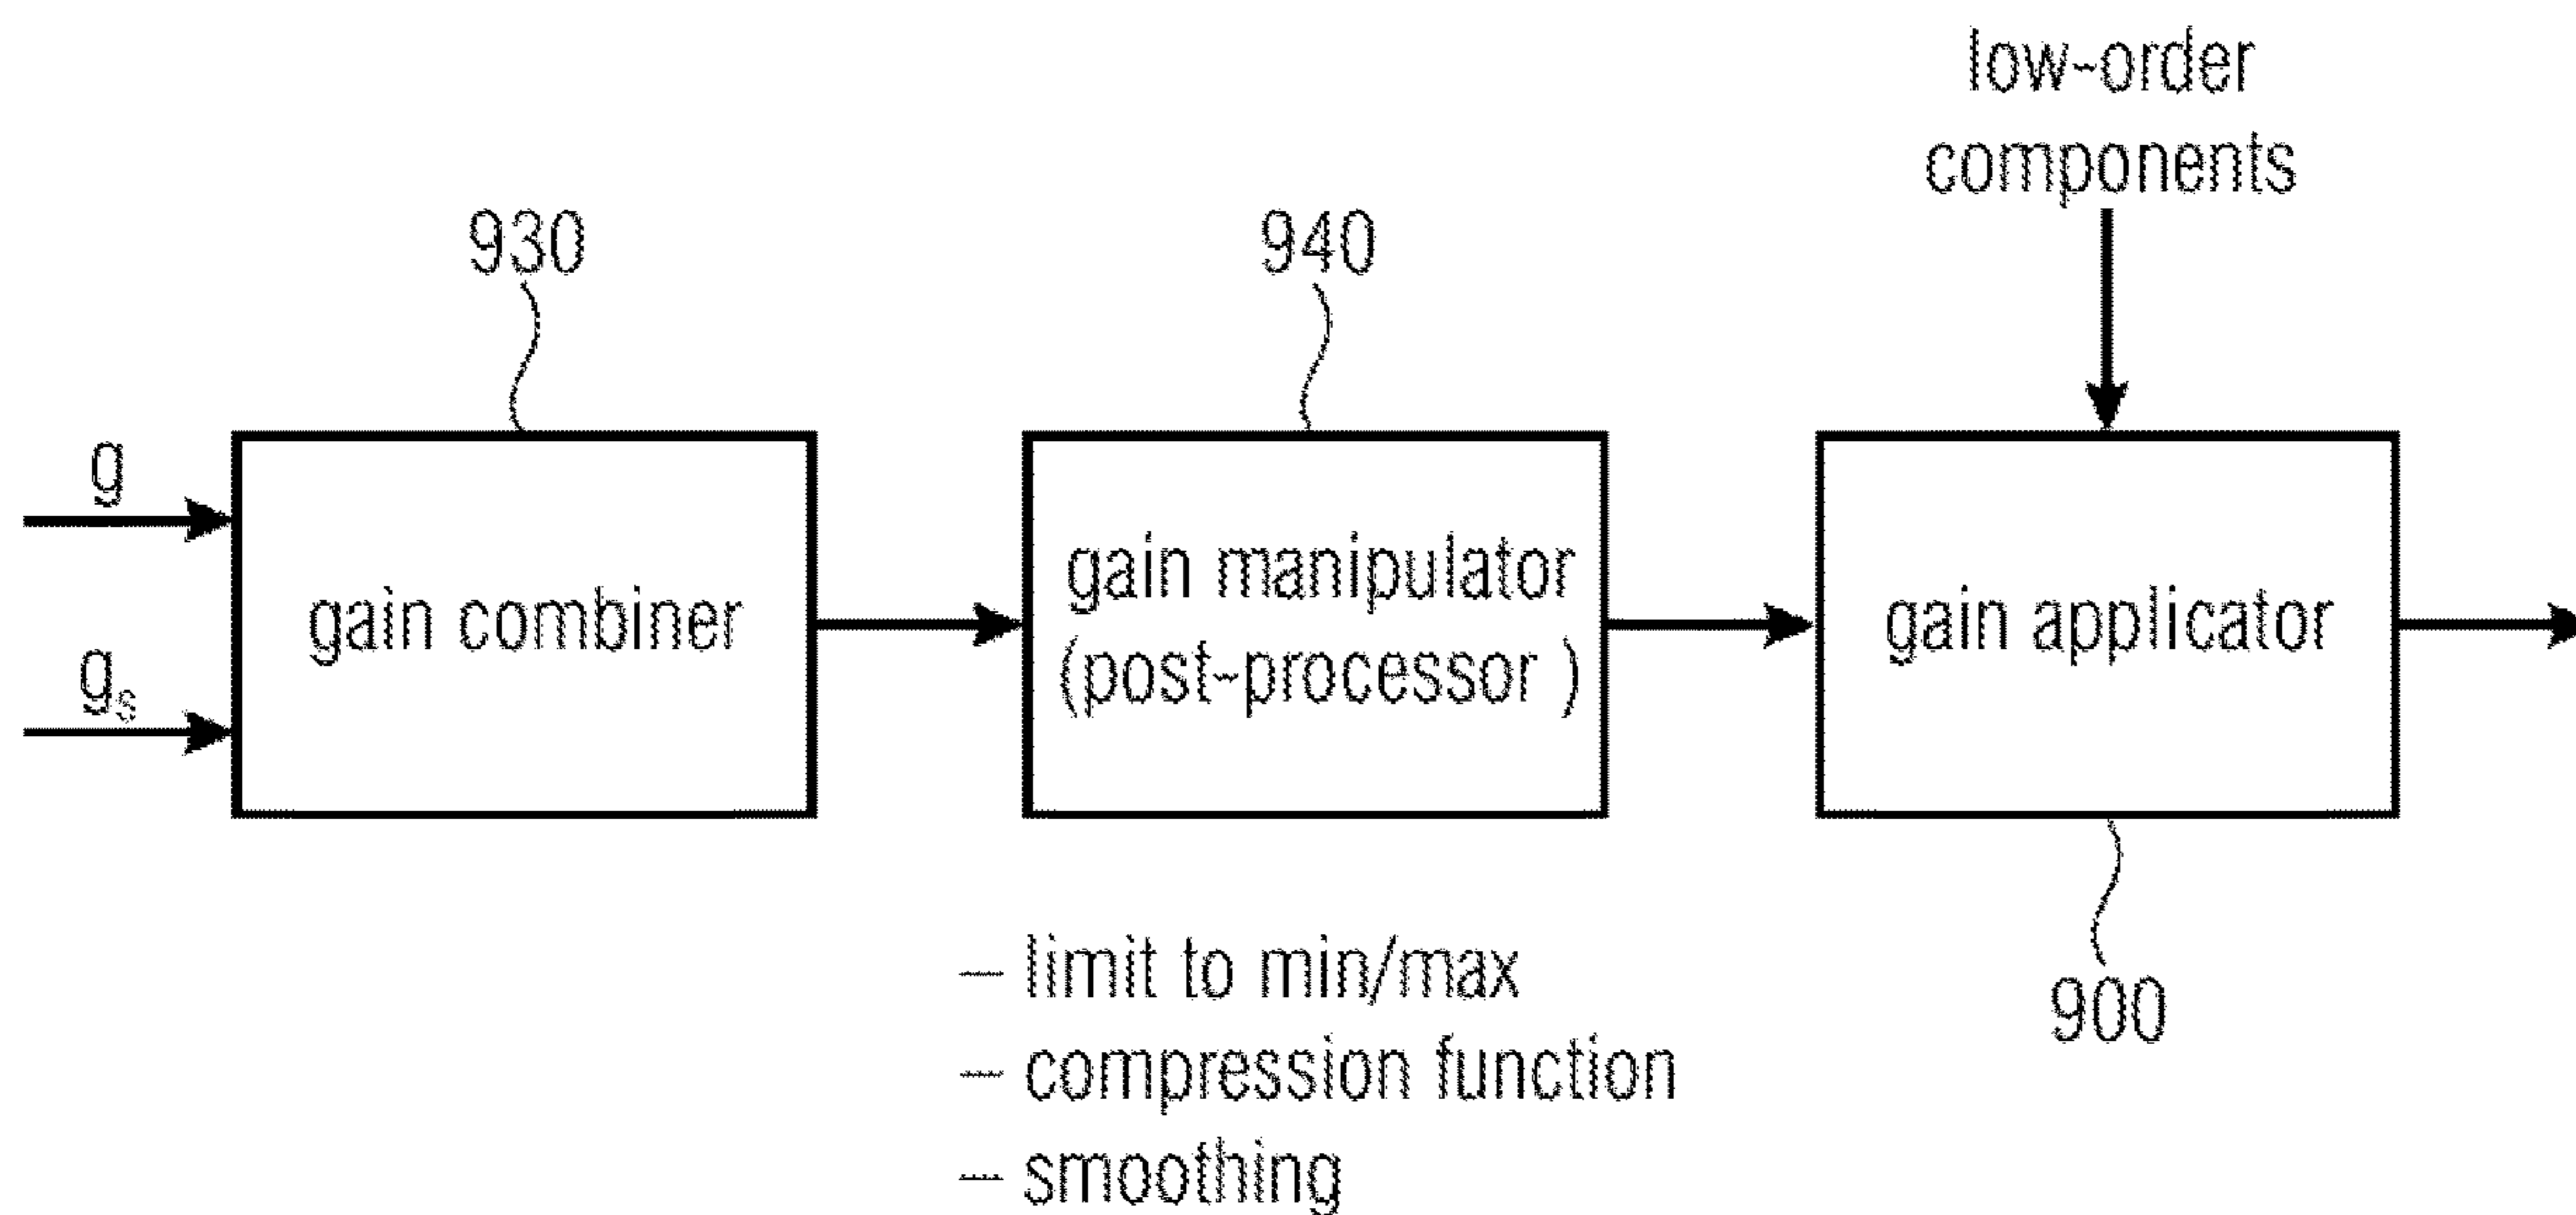 low-order
components
930
940
g
g_s
gain combiner
gain manipulator
(post-processor )
gain applicator
900
– limit to min/max
– compression function
– smoothing